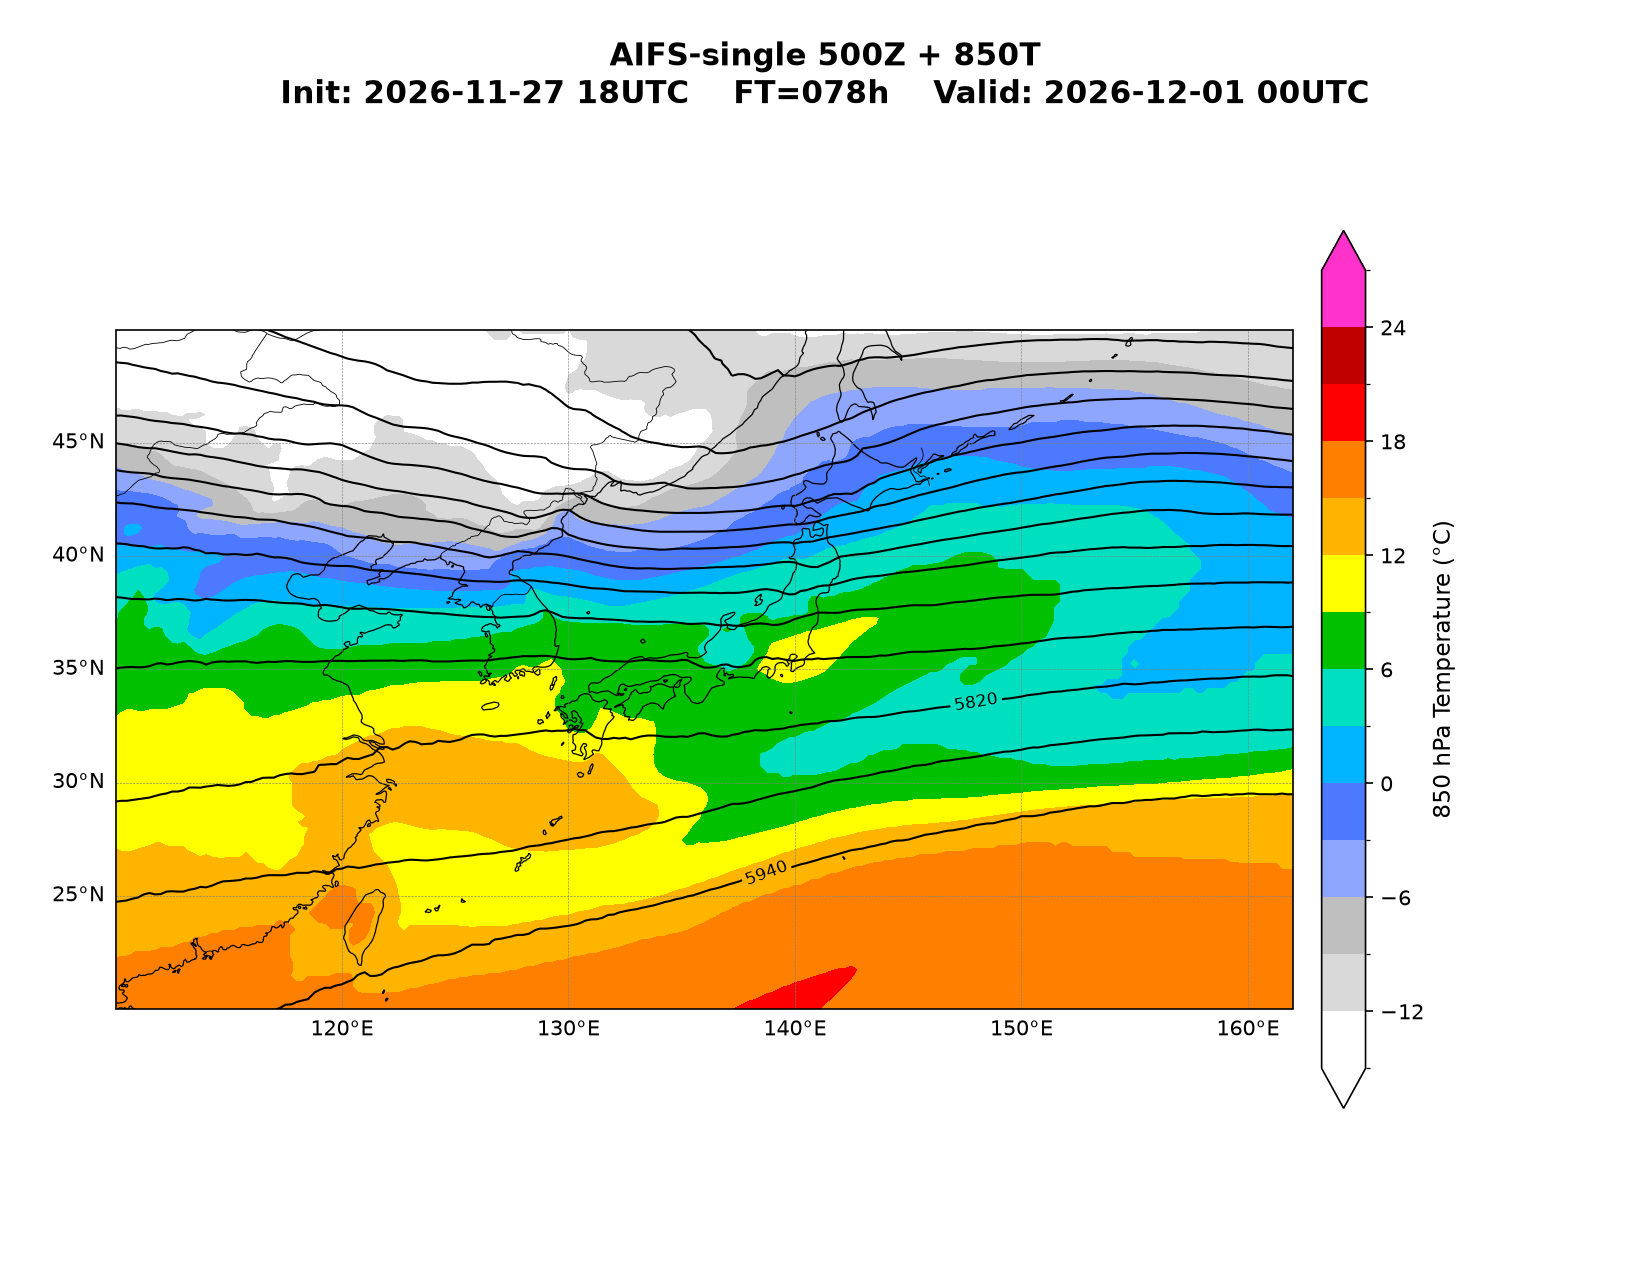 AIFS-single 500Z + 850T
Init: 2026-11-27 18UTC    FT=078h    Valid: 2026-12-01 00UTC
45°N
40°N
35°N
30°N
25°N
120°E
130°E
140°E
150°E
160°E
5820
5940
24
18
12
6
0
−6
−12
850 hPa Temperature (°C)